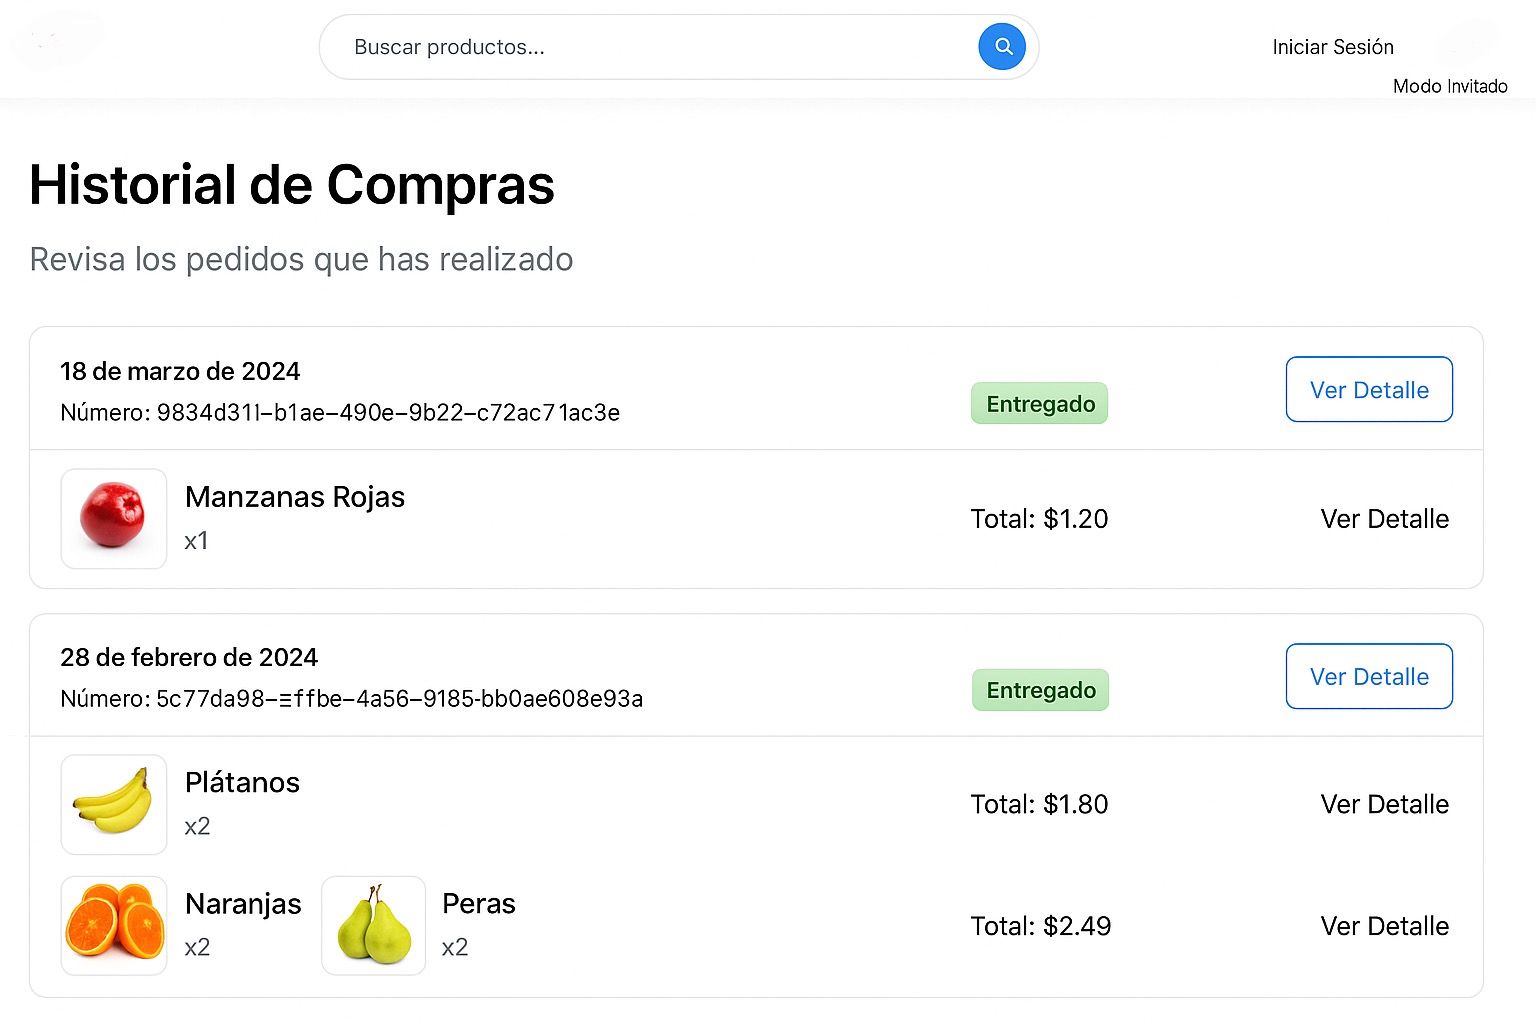 Buscar productos...
Iniciar Sesión
Modo Invitado
Historial de Compras
Revisa los pedidos que has realizado
18 de marzo de 2024
Número: 9834d311–b1ae–490e–9b22–c72ac71ac3e
Entregado
Ver Detalle
Manzanas Rojas
x1
Total: $1.20
Ver Detalle
28 de febrero de 2024
Número: 5c77da98–≡ffbe–4a56–9185-bb0ae608e93a
Entregado
Ver Detalle
Plátanos
x2
Total: $1.80
Ver Detalle
Naranjas
x2
Peras
x2
Total: $2.49
Ver Detalle